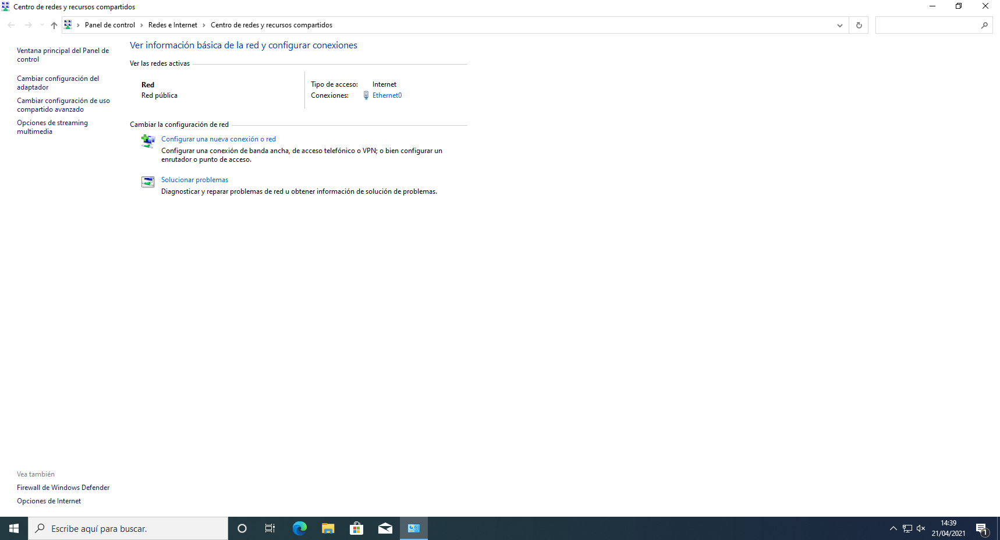 Centro de redes y recursos compartidos
Panel de control > Redes e Internet > Centro de redes y recursos compartidos
Ventana principal del Panel de
control
Cambiar configuración del
adaptador
Cambiar configuración de uso
compartido avanzado
Opciones de streaming
multimedia
Ver información básica de la red y configurar conexiones
Ver las redes activas
Red
Red pública
Tipo de acceso: Internet
Conexiones: Ethernet0
Cambiar la configuración de red
Configurar una nueva conexión o red
Configurar una conexión de banda ancha, de acceso telefónico o VPN; o bien configurar un
enrutador o punto de acceso.
Solucionar problemas
Diagnosticar y reparar problemas de red u obtener información de solución de problemas.
Vea también
Firewall de Windows Defender
Opciones de Internet
Escribe aquí para buscar.
14:39
21/04/2021
1